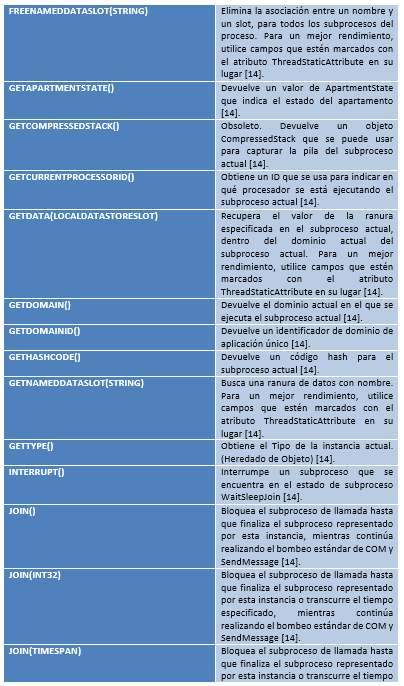 FREENAMEDDATASLOT(STRING)
Elimina la asociación entre un nombre y
un slot, para todos los subprocesos del
proceso. Para un mejor rendimiento,
utilice campos que estén marcados con
el atributo ThreadStaticAttribute en su
lugar [14].
GETAPARTMENTSTATE()
Devuelve un valor de ApartmentState
que indica el estado del apartamento
[14].
GETCOMPRESSEDSTACK()
Obsoleto. Devuelve un objeto
CompressedStack que se puede usar
para capturar la pila del subproceso
actual [14].
GETCURRENTPROCESSORID()
Obtiene un ID que se usa para indicar en
qué procesador se está ejecutando el
subproceso actual [14].
GETDATA(LOCALDATASTORESLOT)
Recupera el valor de la ranura
especificada en el subproceso actual,
dentro del dominio actual del
subproceso actual. Para un mejor
rendimiento, utilice campos que estén
marcados con el atributo
ThreadStaticAttribute en su lugar [14].
GETDOMAIN()
Devuelve el dominio actual en el que se
ejecuta el subproceso actual [14].
GETDOMAINID()
Devuelve un identificador de dominio de
aplicación único [14].
GETHASHCODE()
Devuelve un código hash para el
subproceso actual [14].
GETNAMEDDATASLOT(STRING)
Busca una ranura de datos con nombre.
Para un mejor rendimiento, utilice
campos que estén marcados con el
atributo ThreadStaticAttribute en su
lugar [14].
GETTYPE()
Obtiene el Tipo de la instancia actual.
(Heredado de Objeto) [14].
INTERRUPT()
Interrumpe un subproceso que se
encuentra en el estado de subproceso
WaitSleepJoin [14].
JOIN()
Bloquea el subproceso de llamada hasta
que finaliza el subproceso representado
por esta instancia, mientras continúa
realizando el bombeo estándar de COM y
SendMessage [14].
JOIN(INT32)
Bloquea el subproceso de llamada hasta
que finaliza el subproceso representado
por esta instancia o transcurre el tiempo
especificado, mientras continúa
realizando el bombeo estándar de COM y
SendMessage [14].
JOIN(TIMESPAN)
Bloquea el subproceso de llamada hasta
que finaliza el subproceso representado
por esta instancia o transcurre el tiempo